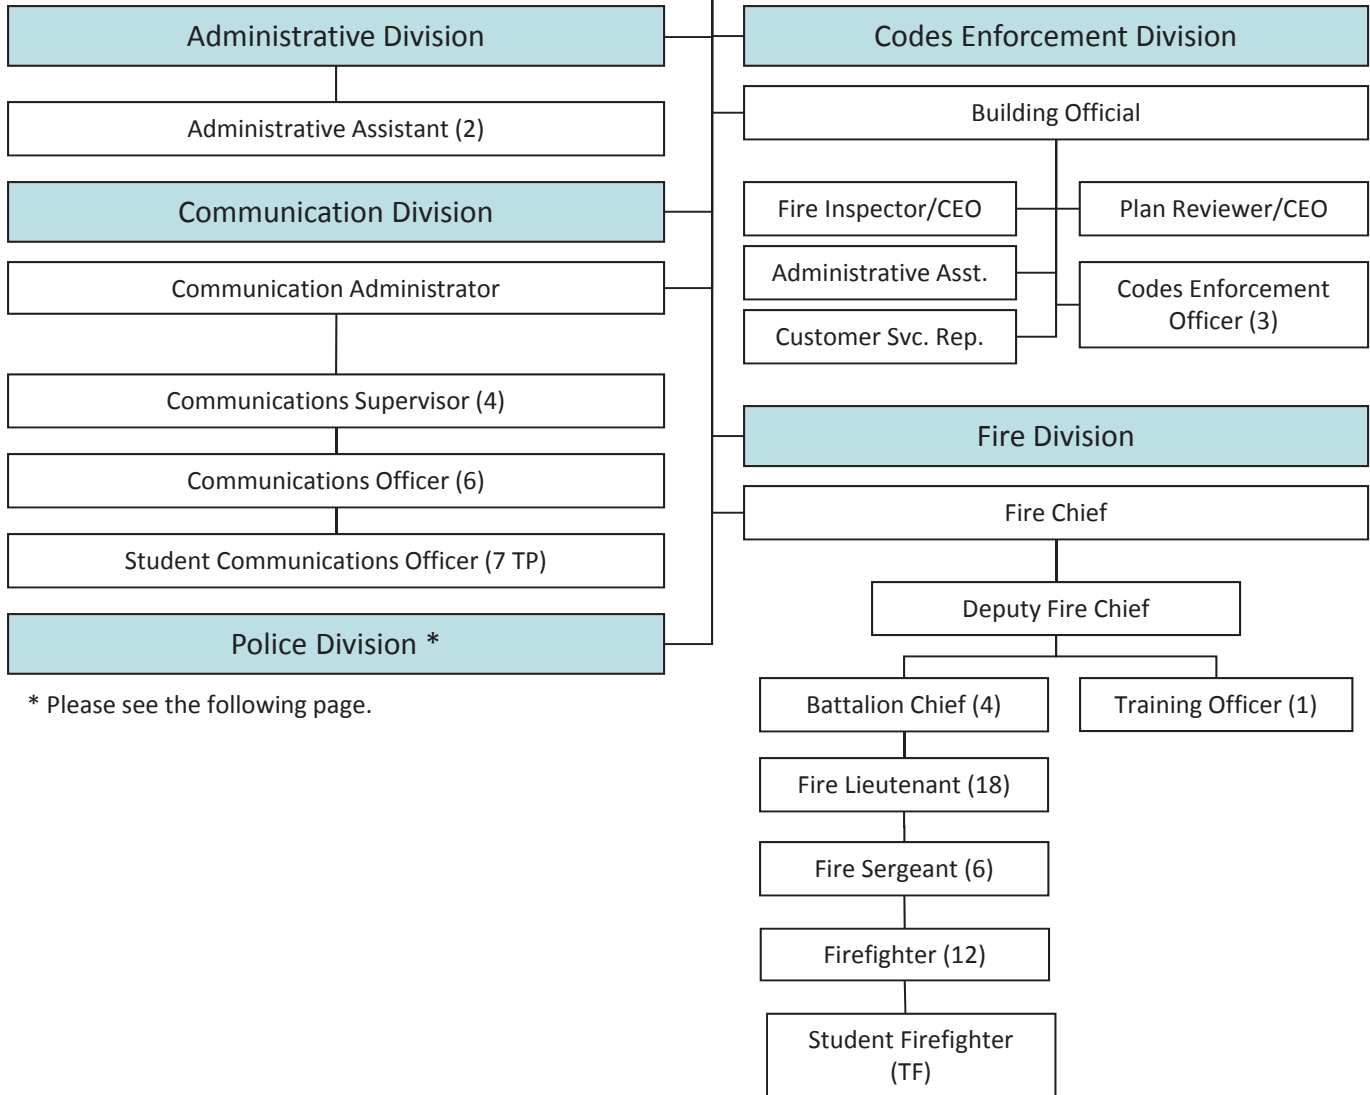 Administrative Division
Administrative Assistant (2)
Communication Division
Communication Administrator
Communications Supervisor (4)
Communications Officer (6)
Student Communications Officer (7 TP)
Police Division *
* Please see the following page.
Codes Enforcement Division
Building Official
Fire Inspector/CEO
Plan Reviewer/CEO
Administrative Asst.
Codes Enforcement
Officer (3)
Customer Svc. Rep.
Fire Division
Fire Chief
Deputy Fire Chief
Battalion Chief (4)
Training Officer (1)
Fire Lieutenant (18)
Fire Sergeant (6)
Firefighter (12)
Student Firefighter
(TF)